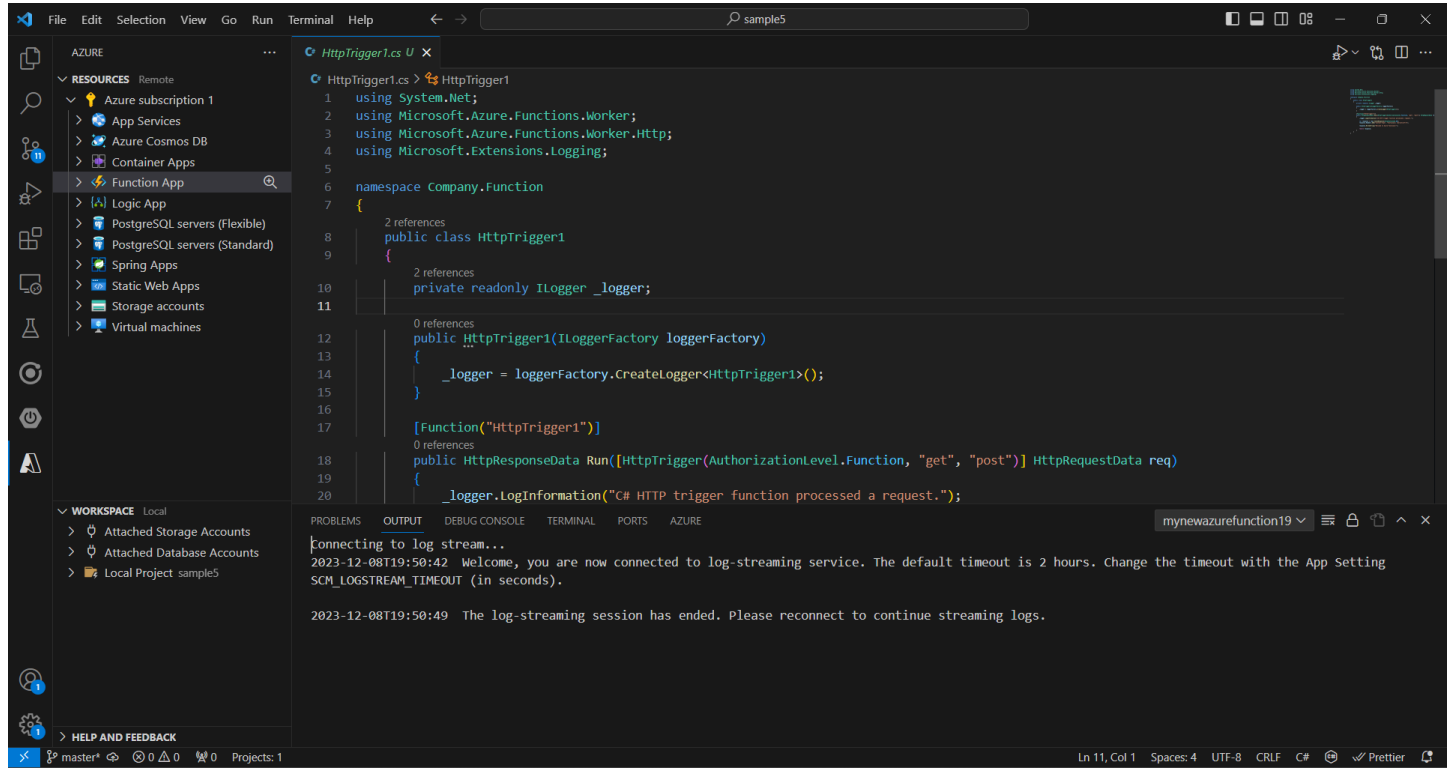 File Edit Selection View Go Run Terminal Help
sample5
AZURE
RESOURCES Remote
Azure subscription 1
App Services
Azure Cosmos DB
Container Apps
Function App
Logic App
PostgreSQL servers (Flexible)
PostgreSQL servers (Standard)
Spring Apps
Static Web Apps
Storage accounts
Virtual machines
WORKSPACE Local
Attached Storage Accounts
Attached Database Accounts
Local Project sample5
HELP AND FEEDBACK
11
1
1
HttpTrigger1.cs U
HttpTrigger1.cs > HttpTrigger1
1 using System.Net;
2 using Microsoft.Azure.Functions.Worker;
3 using Microsoft.Azure.Functions.Worker.Http;
4 using Microsoft.Extensions.Logging;
5
6 namespace Company.Function
7 {
2 references
8 public class HttpTrigger1
9 {
2 references
10 private readonly ILogger _logger;
11
0 references
12 public HttpTrigger1(ILoggerFactory loggerFactory)
13 {
14 _logger = loggerFactory.CreateLogger<HttpTrigger1>();
15 }
16
17 [Function("HttpTrigger1")]
0 references
18 public HttpResponseData Run([HttpTrigger(AuthorizationLevel.Function, "get", "post")] HttpRequestData req)
19 {
20 _logger.LogInformation("C# HTTP trigger function processed a request.");
PROBLEMS OUTPUT DEBUG CONSOLE TERMINAL PORTS AZURE
mynewazurefunction19
Connecting to log stream...
2023-12-08T19:50:42 Welcome, you are now connected to log-streaming service. The default timeout is 2 hours. Change the timeout with the App Setting
SCM_LOGSTREAM_TIMEOUT (in seconds).
2023-12-08T19:50:49 The log-streaming session has ended. Please reconnect to continue streaming logs.
master* 0 0 0 Projects: 1
Ln 11, Col 1 Spaces: 4 UTF-8 CRLF C# Prettier